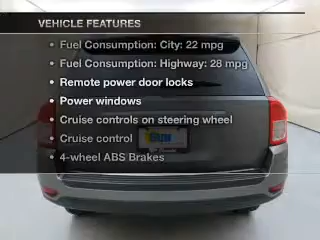 VEHICLE FEATURES
• Fuel Consumption: City: 22 mpg
• Fuel Consumption: Highway: 28 mpg
• Remote power door locks
• Power windows
• Cruise controls on steering wheel
• Cruise control
• 4-wheel ABS Brakes